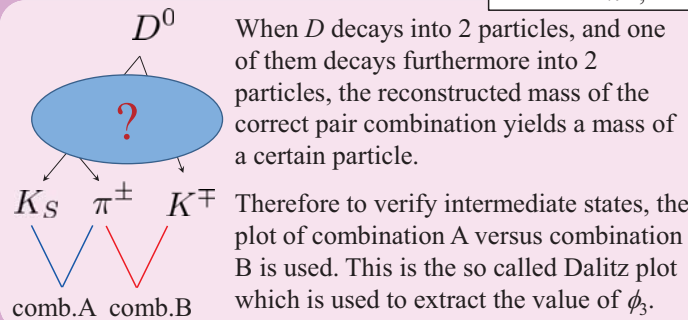 D⁰
When D decays into 2 particles, and one
of them decays furthermore into 2
particles, the reconstructed mass of the
correct pair combination yields a mass of
a certain particle.
?
K_S π^± K^∓
Therefore to verify intermediate states, the
plot of combination A versus combination
B is used. This is the so called Dalitz plot
which is used to extract the value of ϕ₃.
comb.A comb.B